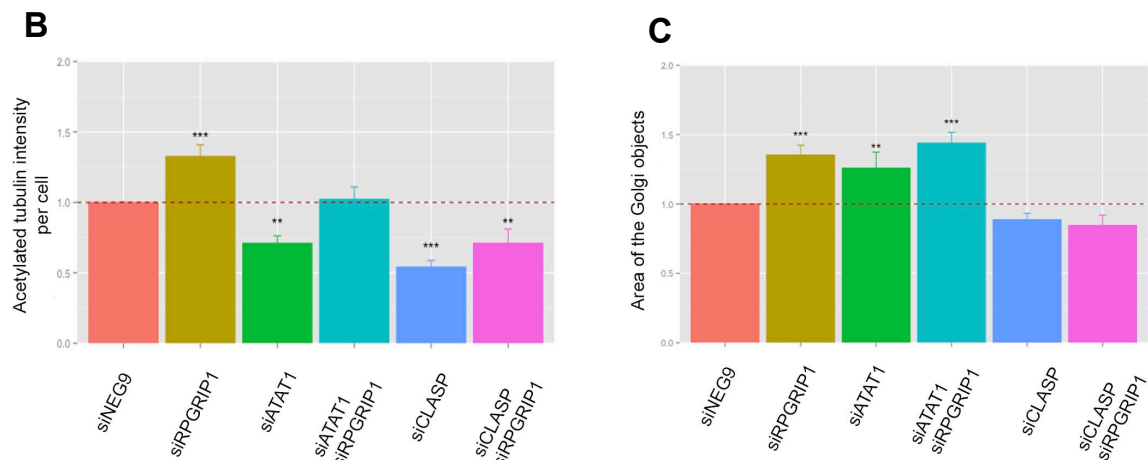 B
Acetylated tubulin intensity
per cell
2.0
1.5
1.0
0.5
0.0
***
**
***
**
siNEG9
siRPGRIP1
siATAT1
siATAT1
siRPGRIP1
siCLASP
siCLASP
siRPGRIP1
C
Area of the Golgi objects
2.0
1.5
1.0
0.5
0.0
***
**
***
siNEG9
siRPGRIP1
siATAT1
siATAT1
siRPGRIP1
siCLASP
siCLASP
siRPGRIP1